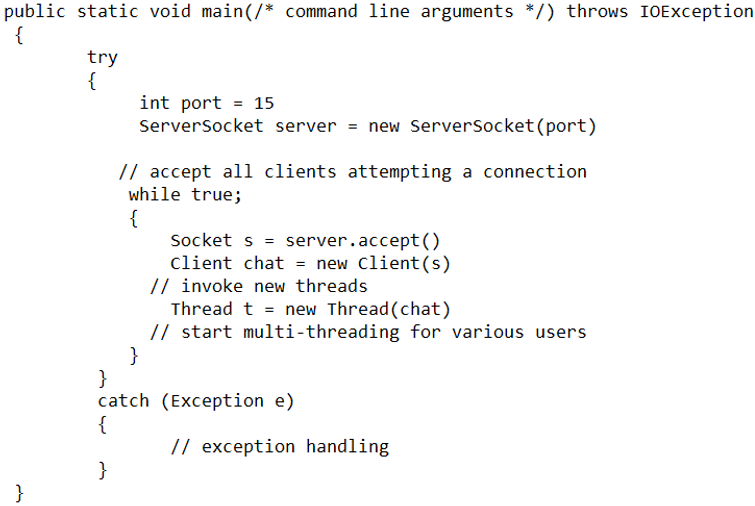 public static void main(/* command line arguments */) throws IOException
{
try
{
int port = 15
ServerSocket server = new ServerSocket(port)
// accept all clients attempting a connection
while true;
{
Socket s = server.accept()
Client chat = new Client(s)
// invoke new threads
Thread t = new Thread(chat)
// start multi-threading for various users
}
}
catch (Exception e)
{
// exception handling
}
}